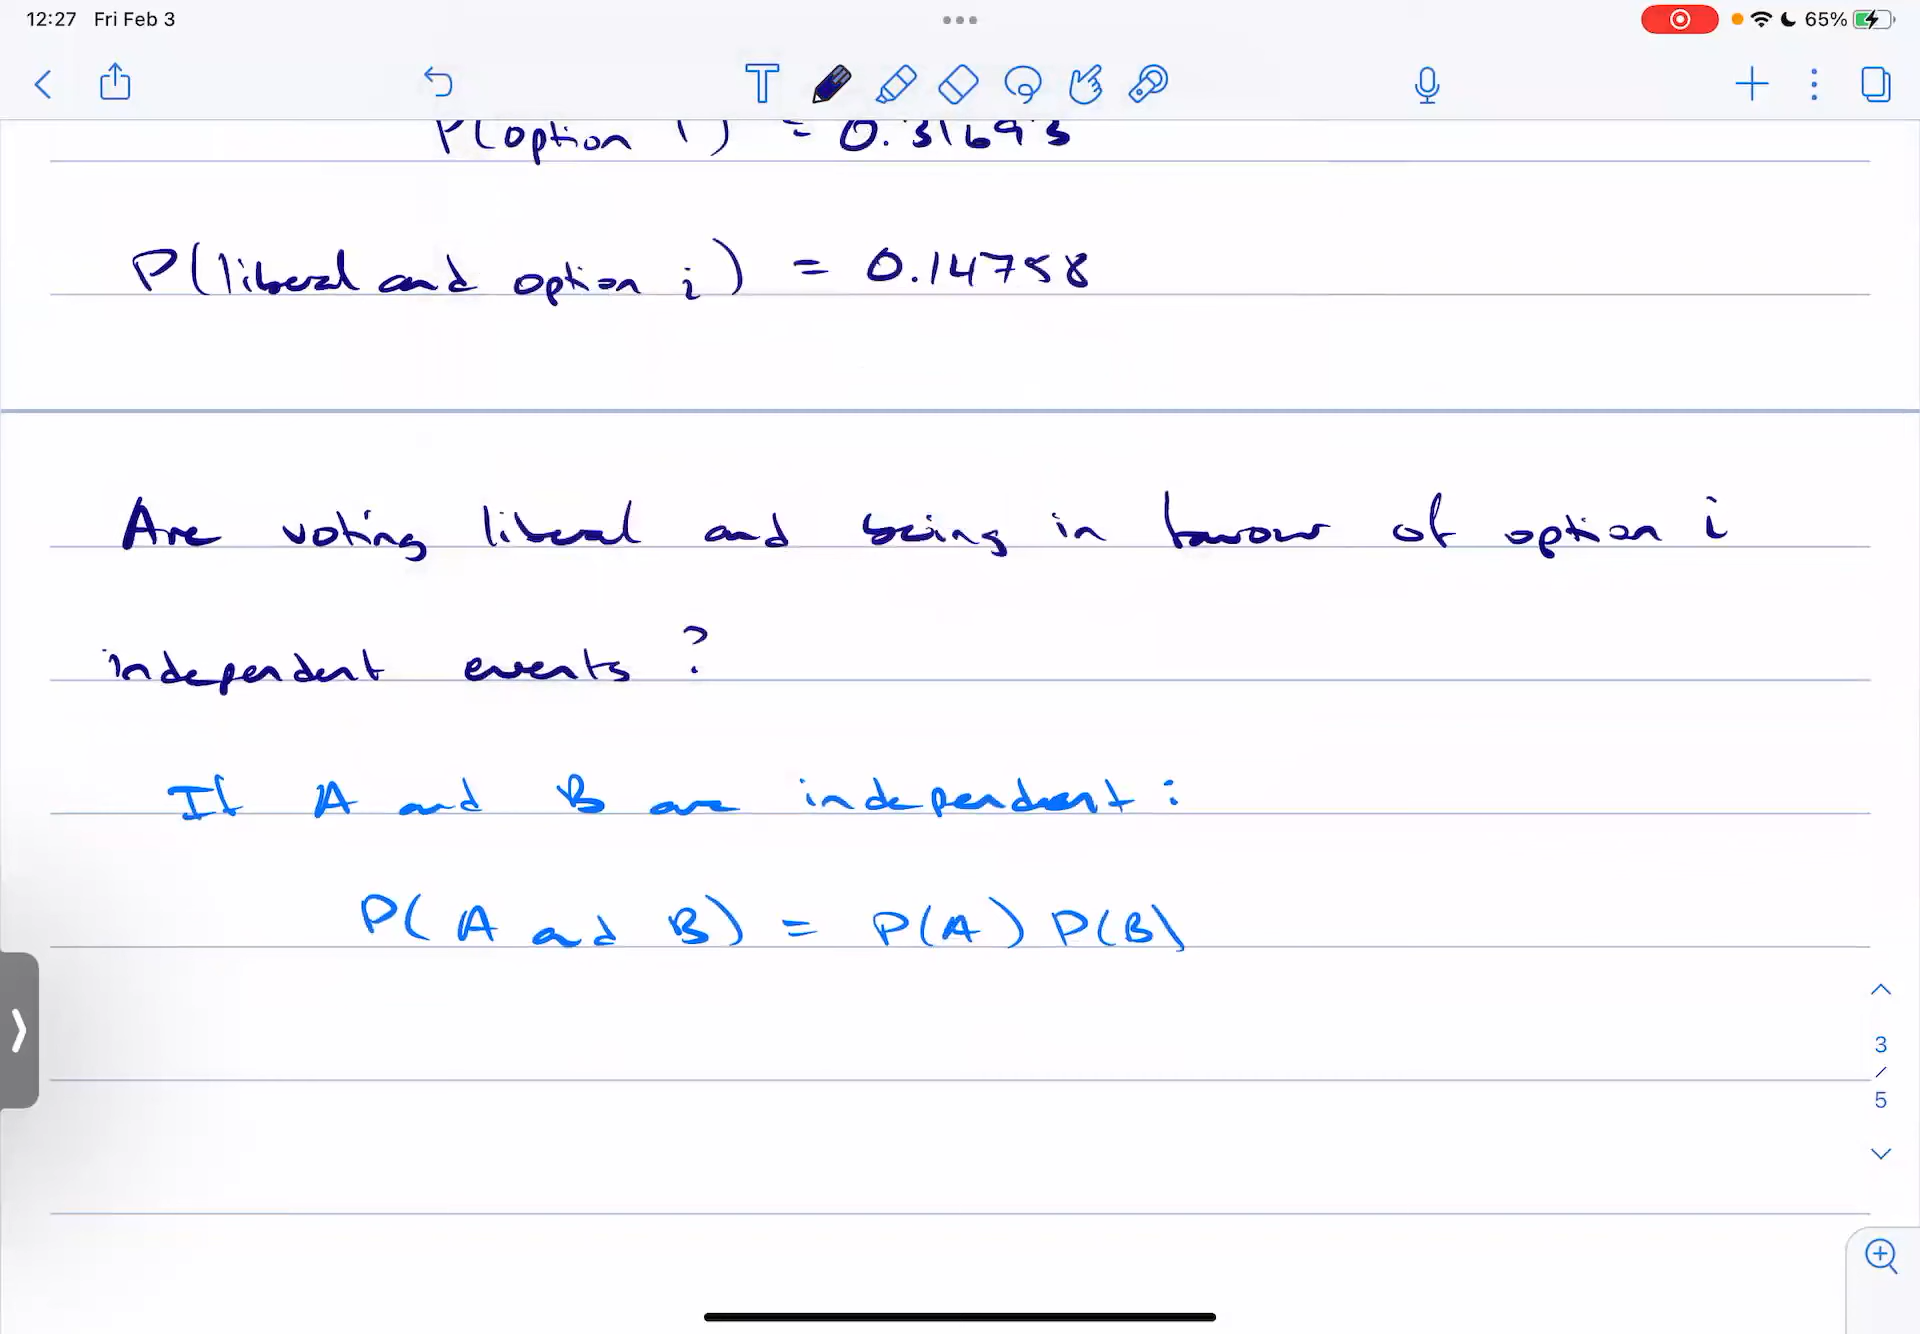 12:27 Fri Feb 3
65%
T
P(option i) = 0.31693
P(liberal and option i) = 0.14758
Are voting liberal and being in favour of option i
independent events ?
If A and B are independent :
P( A and B) = P(A) P(B)
3
/
5